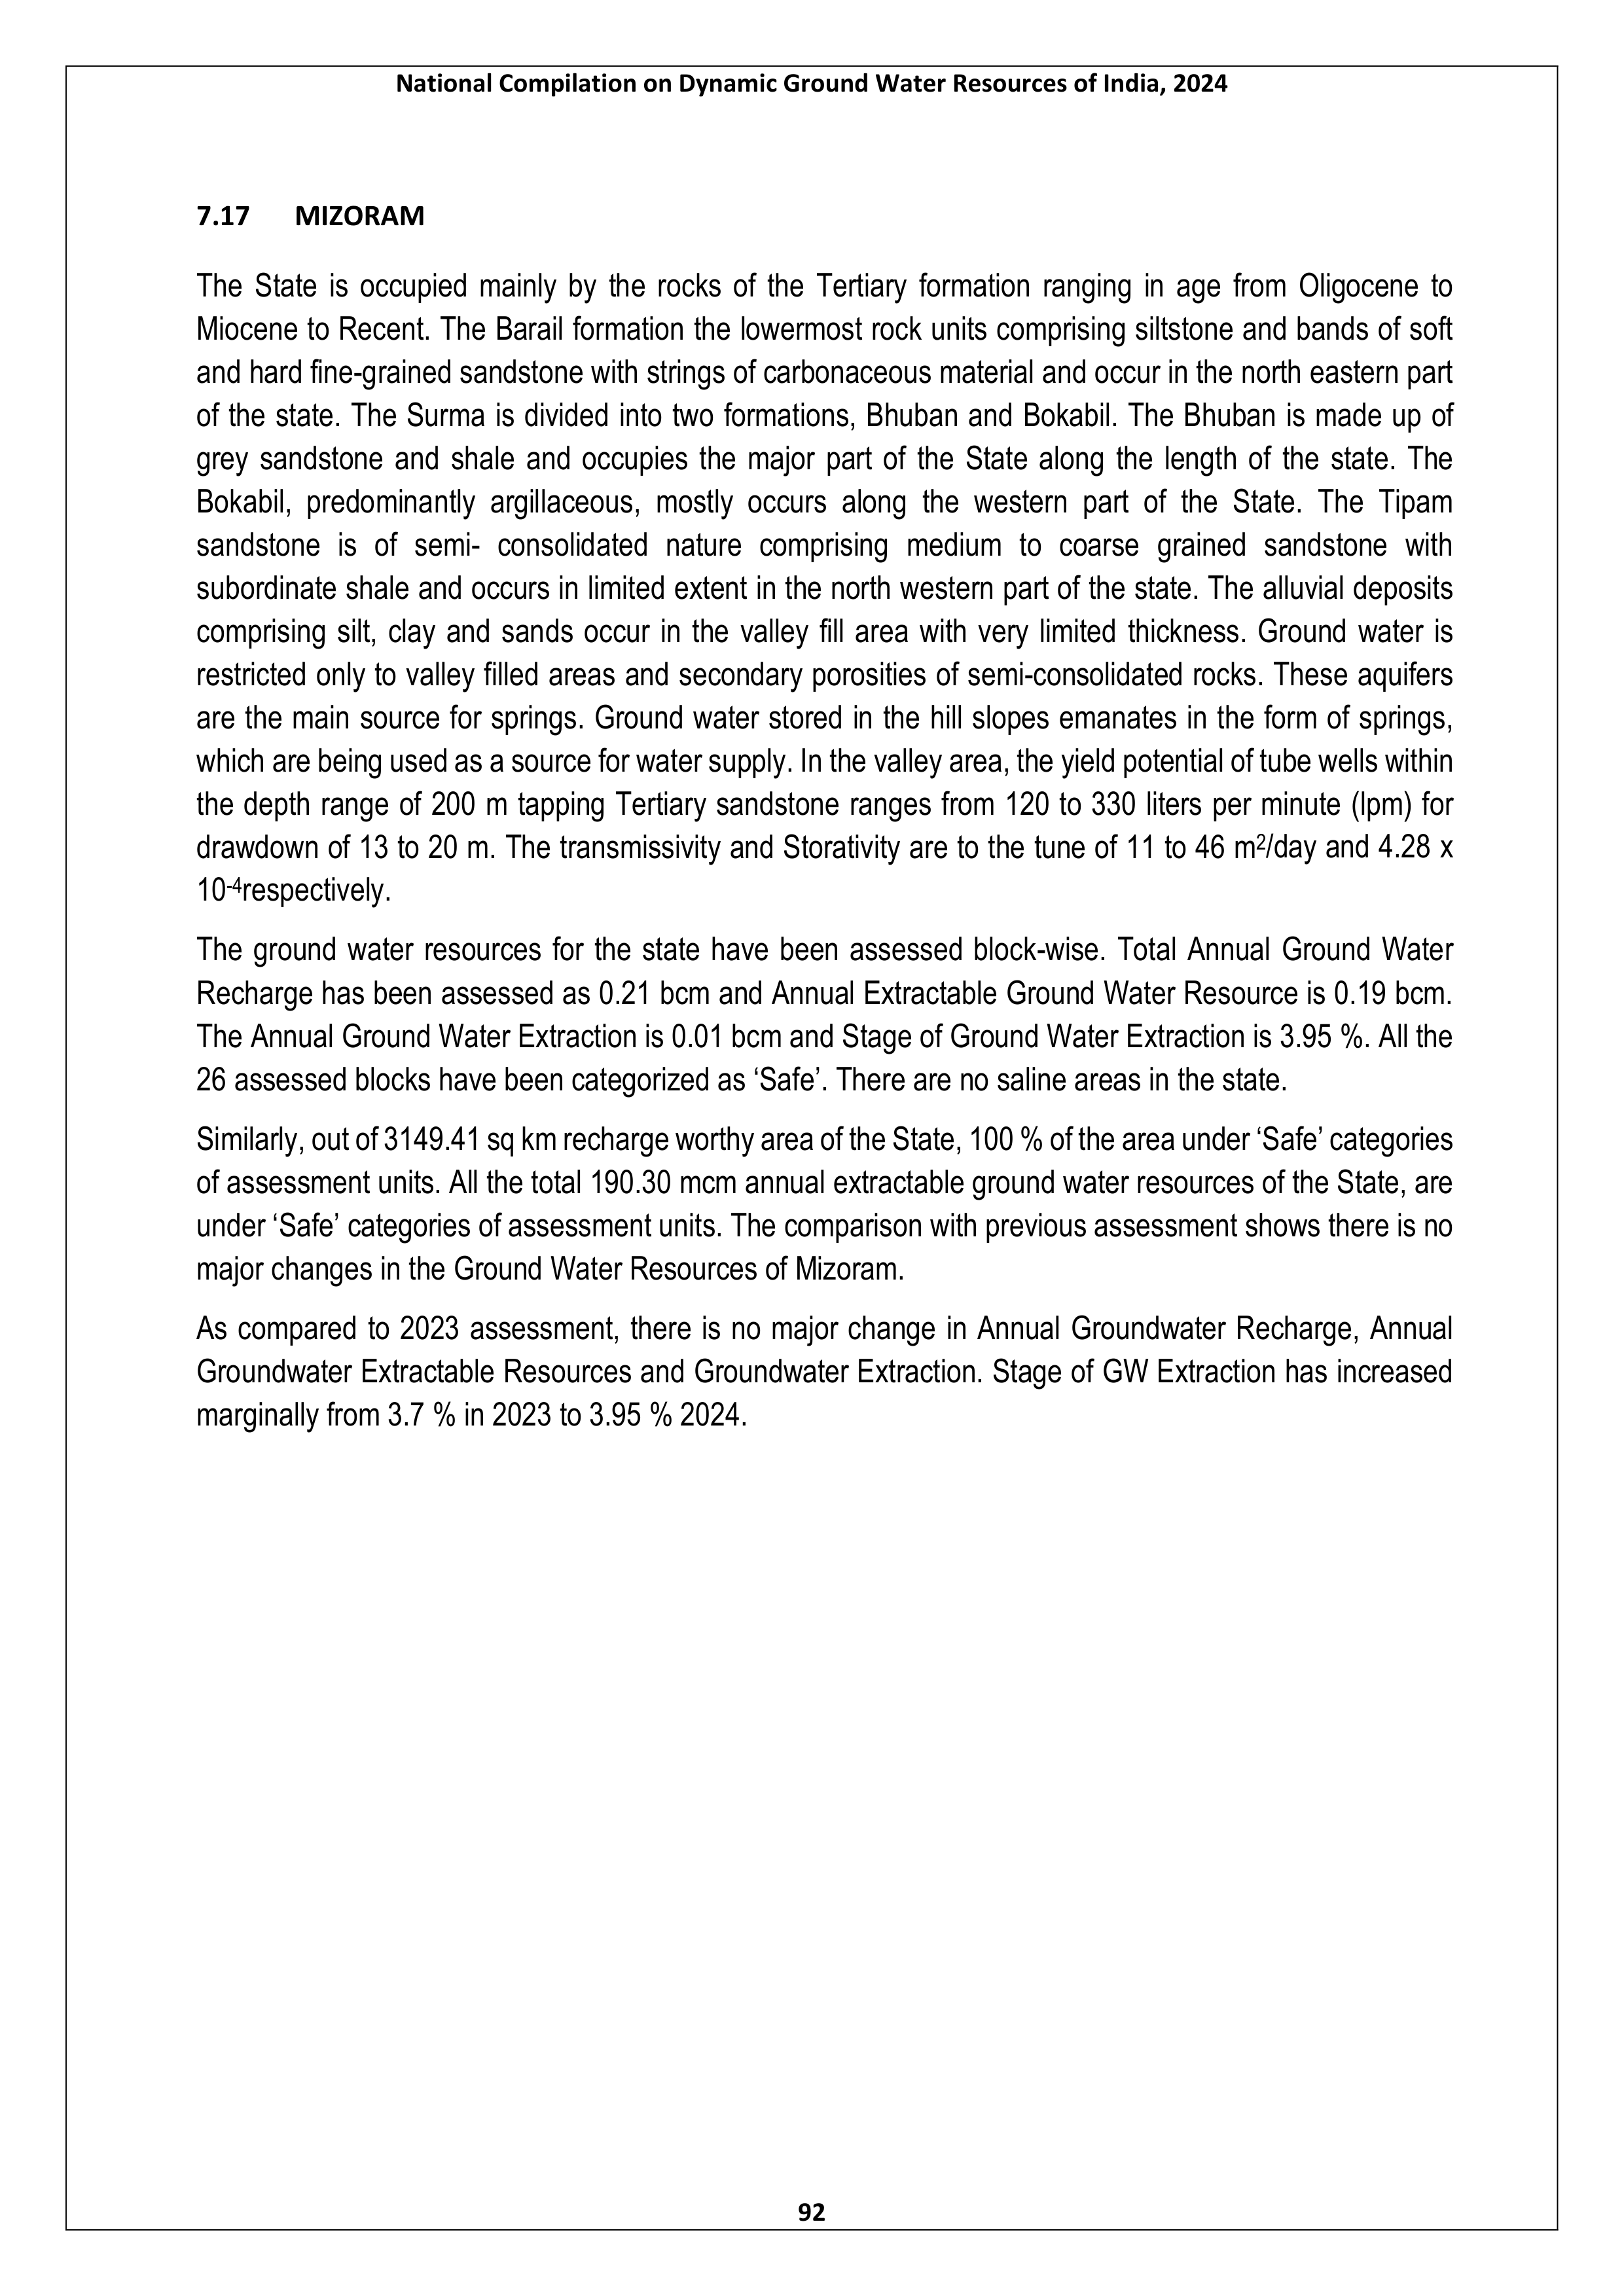 National Compilation on Dynamic Ground Water Resources of India, 2024
7.17 MIZORAM
The State is occupied mainly by the rocks of the Tertiary formation ranging in age from Oligocene to
Miocene to Recent. The Barail formation the lowermost rock units comprising siltstone and bands of soft
and hard fine-grained sandstone with strings of carbonaceous material and occur in the north eastern part
of the state. The Surma is divided into two formations, Bhuban and Bokabil. The Bhuban is made up of
grey sandstone and shale and occupies the major part of the State along the length of the state. The
Bokabil, predominantly argillaceous, mostly occurs along the western part of the State. The Tipam
sandstone is of semi- consolidated nature comprising medium to coarse grained sandstone with
subordinate shale and occurs in limited extent in the north western part of the state. The alluvial deposits
comprising silt, clay and sands occur in the valley fill area with very limited thickness. Ground water is
restricted only to valley filled areas and secondary porosities of semi-consolidated rocks. These aquifers
are the main source for springs. Ground water stored in the hill slopes emanates in the form of springs,
which are being used as a source for water supply. In the valley area, the yield potential of tube wells within
the depth range of 200 m tapping Tertiary sandstone ranges from 120 to 330 liters per minute (lpm) for
drawdown of 13 to 20 m. The transmissivity and Storativity are to the tune of 11 to 46 m²/day and 4.28 x
10⁻⁴respectively.
The ground water resources for the state have been assessed block-wise. Total Annual Ground Water
Recharge has been assessed as 0.21 bcm and Annual Extractable Ground Water Resource is 0.19 bcm.
The Annual Ground Water Extraction is 0.01 bcm and Stage of Ground Water Extraction is 3.95 %. All the
26 assessed blocks have been categorized as ‘Safe’. There are no saline areas in the state.
Similarly, out of 3149.41 sq km recharge worthy area of the State, 100 % of the area under ‘Safe’ categories
of assessment units. All the total 190.30 mcm annual extractable ground water resources of the State, are
under ‘Safe’ categories of assessment units. The comparison with previous assessment shows there is no
major changes in the Ground Water Resources of Mizoram.
As compared to 2023 assessment, there is no major change in Annual Groundwater Recharge, Annual
Groundwater Extractable Resources and Groundwater Extraction. Stage of GW Extraction has increased
marginally from 3.7 % in 2023 to 3.95 % 2024.
92